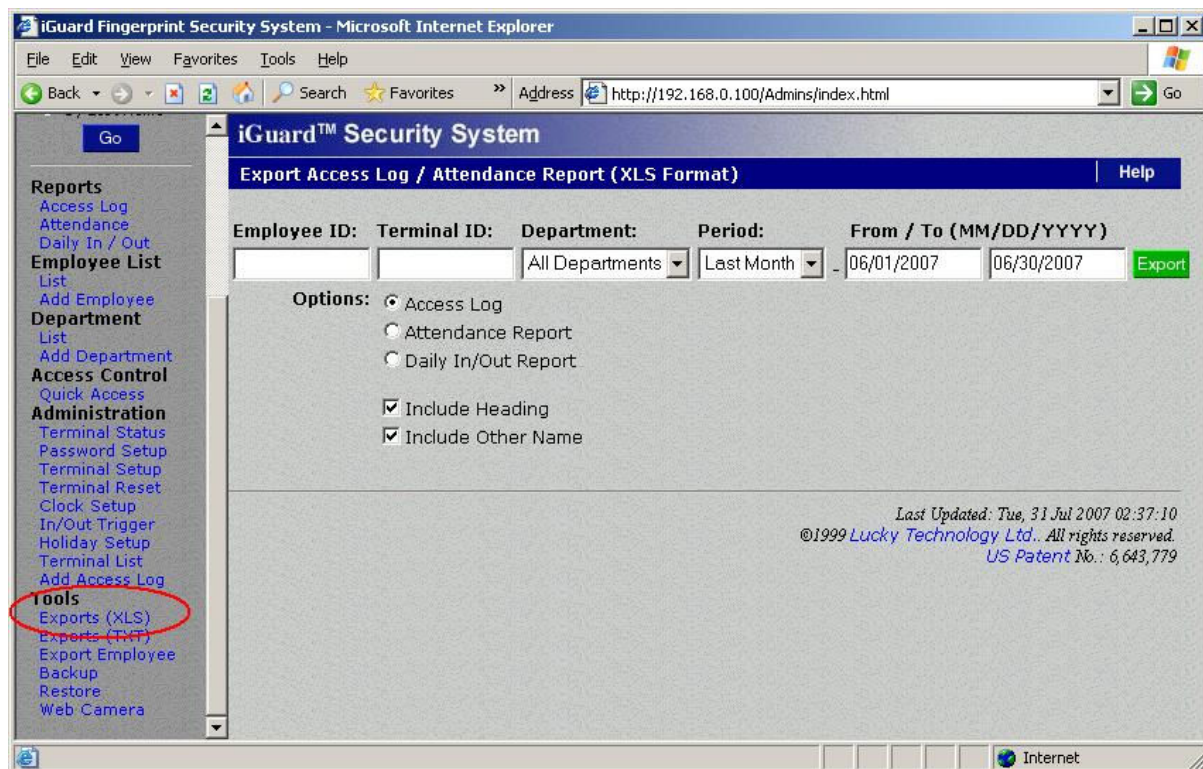 iGuard Fingerprint Security System - Microsoft Internet Explorer
File Edit View Favorites Tools Help
Back Search Favorites » Address http://192.168.0.100/Admins/index.html Go
Go
Reports
Access Log
Attendance
Daily In / Out
Employee List
List
Add Employee
Department
List
Add Department
Access Control
Quick Access
Administration
Terminal Status
Password Setup
Terminal Setup
Terminal Reset
Clock Setup
In/Out Trigger
Holiday Setup
Terminal List
Add Access Log
Tools
Exports (XLS)
Exports (TXT)
Export Employee
Backup
Restore
Web Camera
iGuard™ Security System
Export Access Log / Attendance Report (XLS Format) Help
Employee ID: Terminal ID: Department: Period: From / To (MM/DD/YYYY)
All Departments Last Month - 06/01/2007 06/30/2007 Export
Options: Access Log
Attendance Report
Daily In/Out Report
Include Heading
Include Other Name
Last Updated: Tue, 31 Jul 2007 02:37:10
©1999 Lucky Technology Ltd.. All rights reserved.
US Patent No.: 6,643,779
Internet